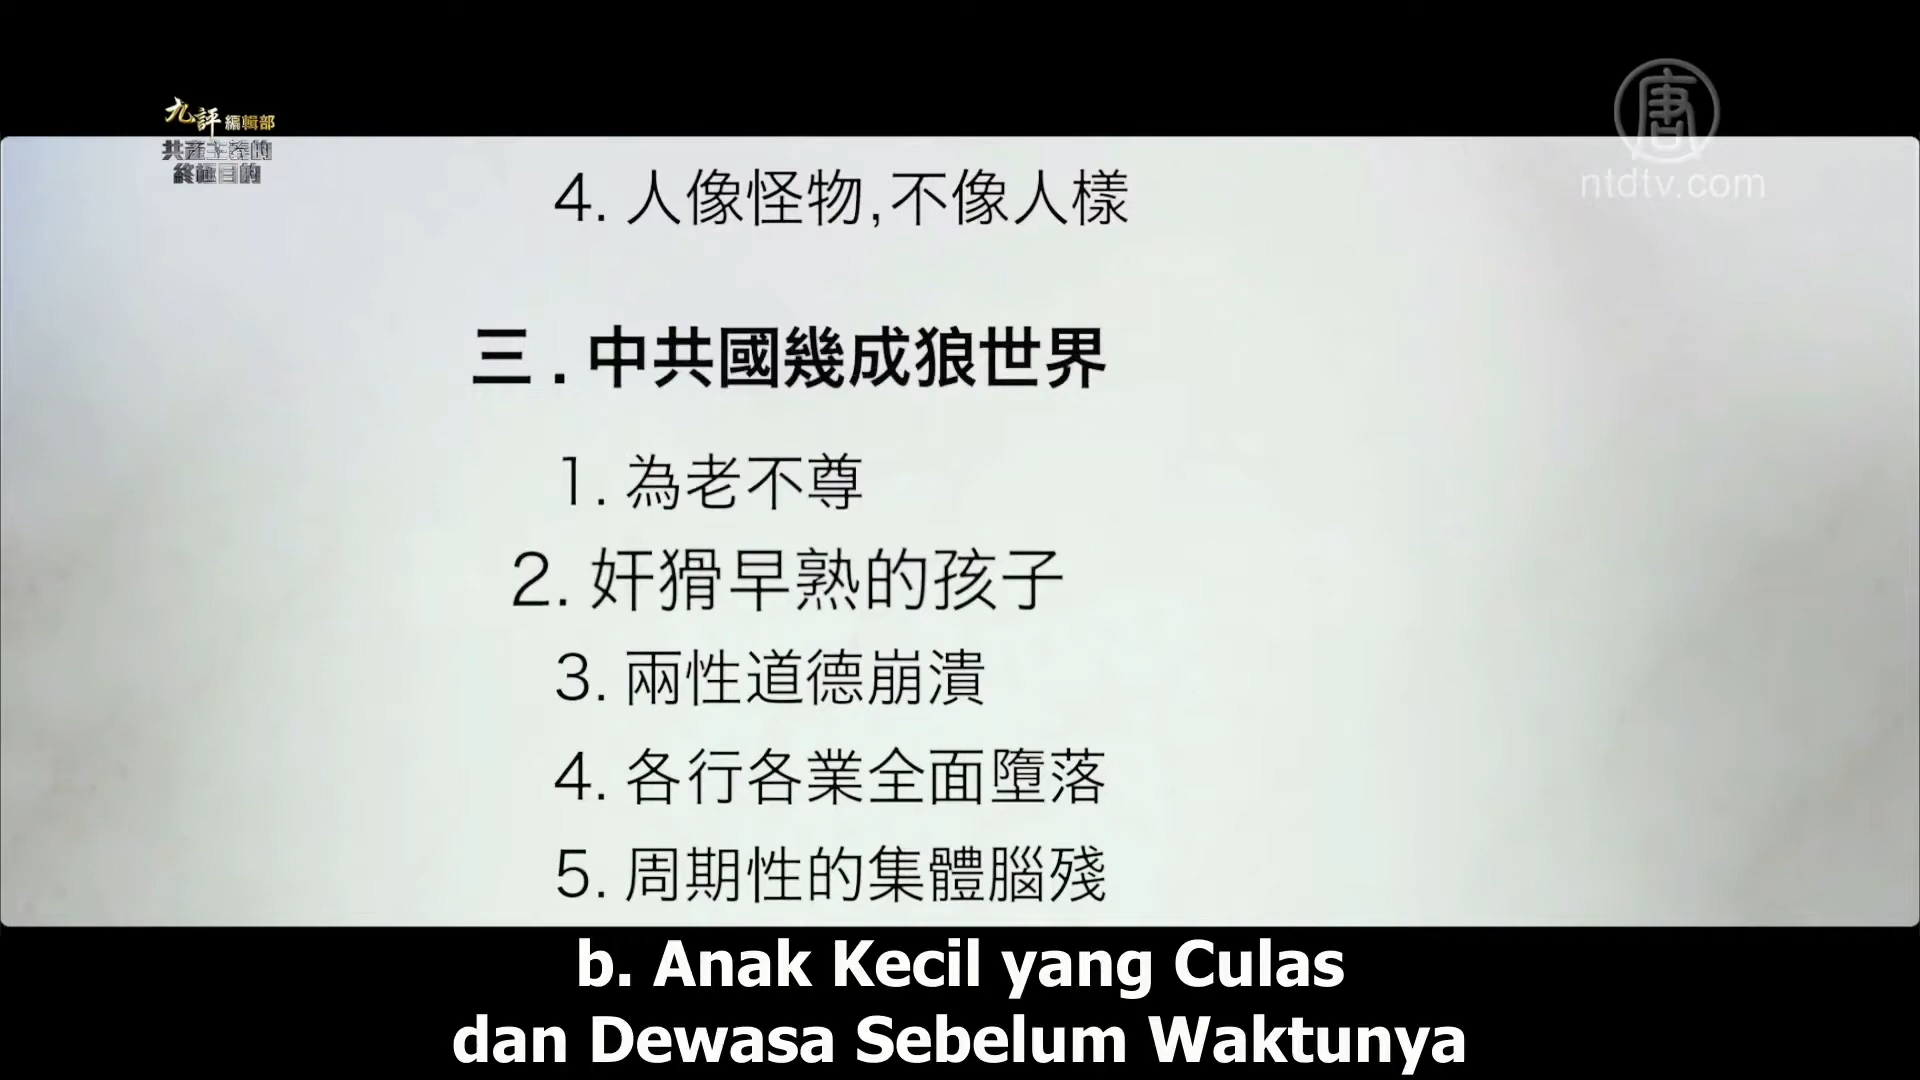 九評編輯部
共產主義的
終極目的
唐
ntdtv.com
4. 人像怪物,不像人樣
三 . 中共國幾成狼世界
1. 為老不尊
2. 奸猾早熟的孩子
3. 兩性道德崩潰
4. 各行各業全面墮落
5. 周期性的集體腦殘
b. Anak Kecil yang Culas
dan Dewasa Sebelum Waktunya